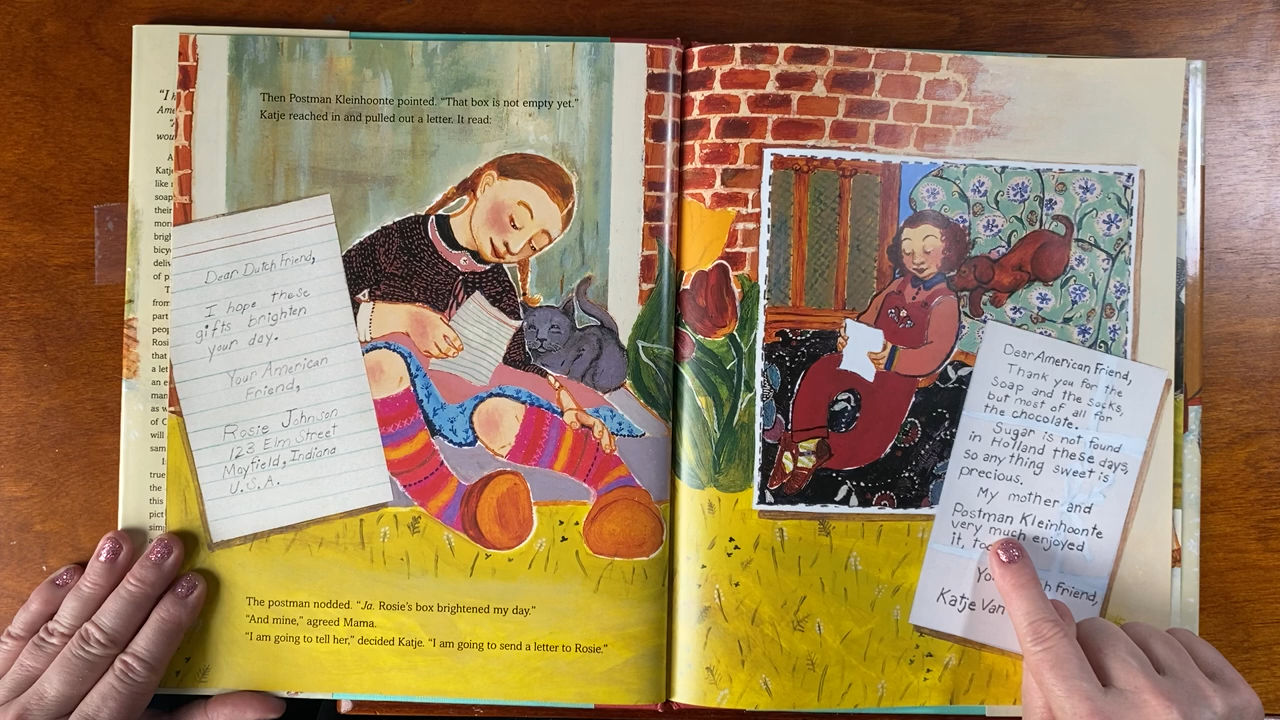 Then Postman Kleinhoonte pointed. “That box is not empty yet.”
Katje reached in and pulled out a letter. It read:
Dear Dutch Friend,
I hope these
gifts brighten
your day.
Your American
Friend,
Rosie Johnson
123 Elm Street
Mayfield, Indiana
U.S.A.
The postman nodded. “Ja. Rosie’s box brightened my day.”
“And mine,” agreed Mama.
“I am going to tell her,” decided Katje. “I am going to send a letter to Rosie.”
Dear American Friend,
Thank you for the
soap and the socks,
but most of all for
the chocolate.
Sugar is not found
in Holland these days,
so anything sweet is
precious.
My mother and
Postman Kleinhoonte
very much enjoyed
it,
Friend,
Katje Van